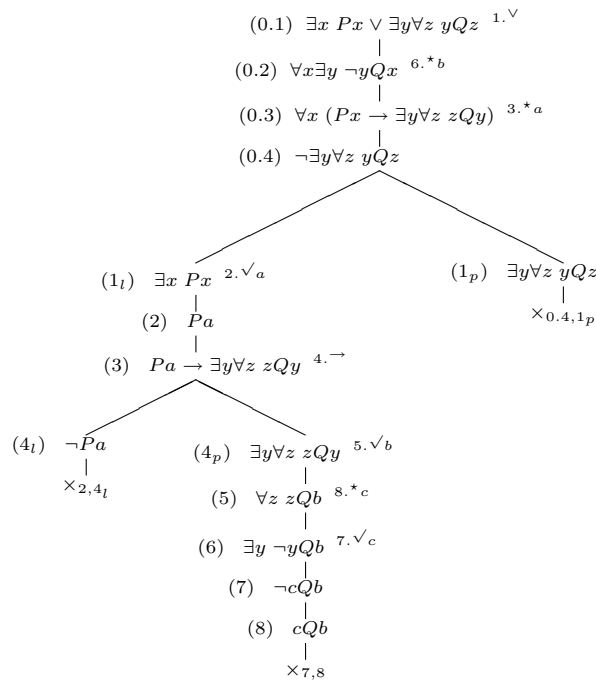 (0.1) ∃x Px ∨ ∃y∀z yQz 1.∨
(0.2) ∀x∃y ¬yQx 6.⋆b
(0.3) ∀x (Px → ∃y∀z zQy) 3.⋆a
(0.4) ¬∃y∀z yQz
(1l) ∃x Px 2.√a
(1p) ∃y∀z yQz
(2) Pa
×0.4,1p
(3) Pa → ∃y∀z zQy 4.→
(4l) ¬Pa
(4p) ∃y∀z zQy 5.√b
×2,4l
(5) ∀z zQb 8.⋆c
(6) ∃y ¬yQb 7.√c
(7) ¬cQb
(8) cQb
×7,8